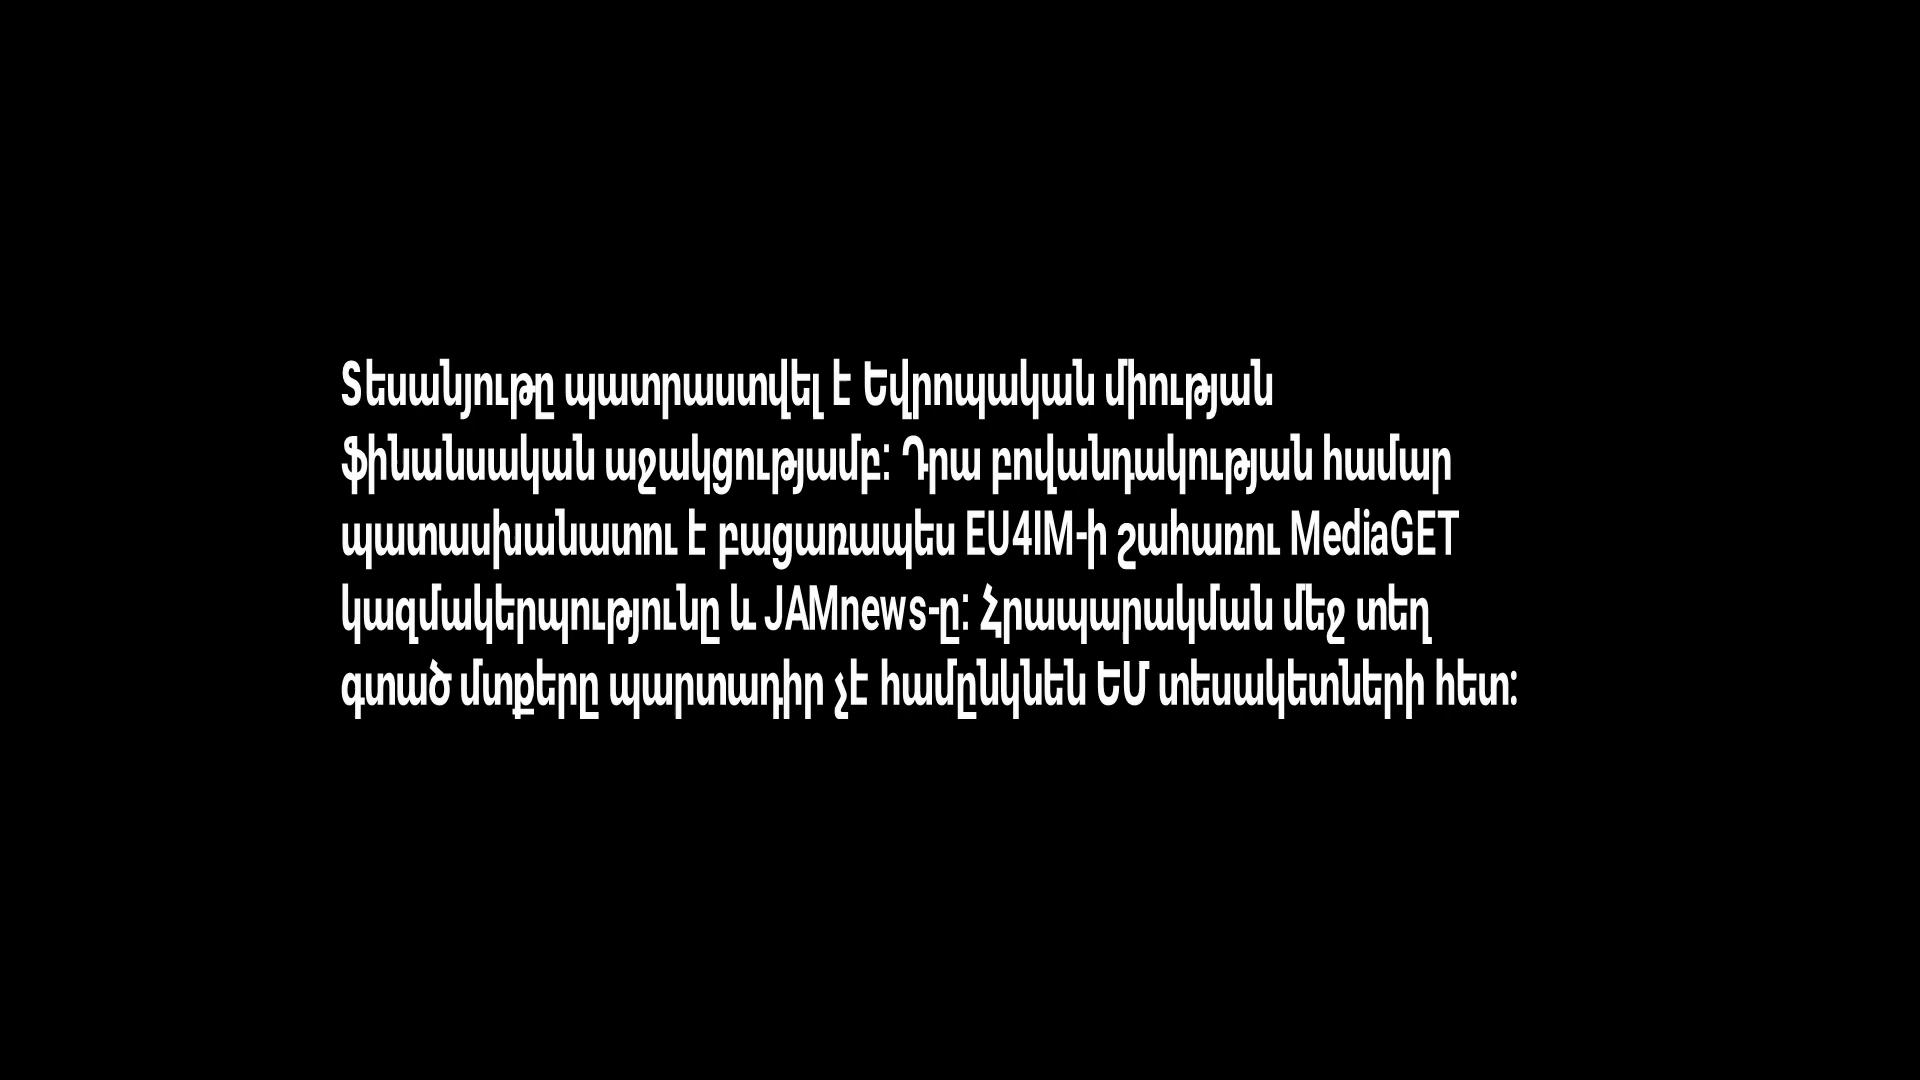 Տեսանյութը պատրաստվել է Եվրոպական միության
ֆինանսական աջակցությամբ: Դրա բովանդակության համար
պատասխանատու է բացառապես EU4IM-ի շահառու MediaGET
կազմակերպությունը և JAMnews-ը: Հրապարակման մեջ տեղ
գտած մտքերը պարտադիր չէ համընկնեն ԵՄ տեսակետների հետ: